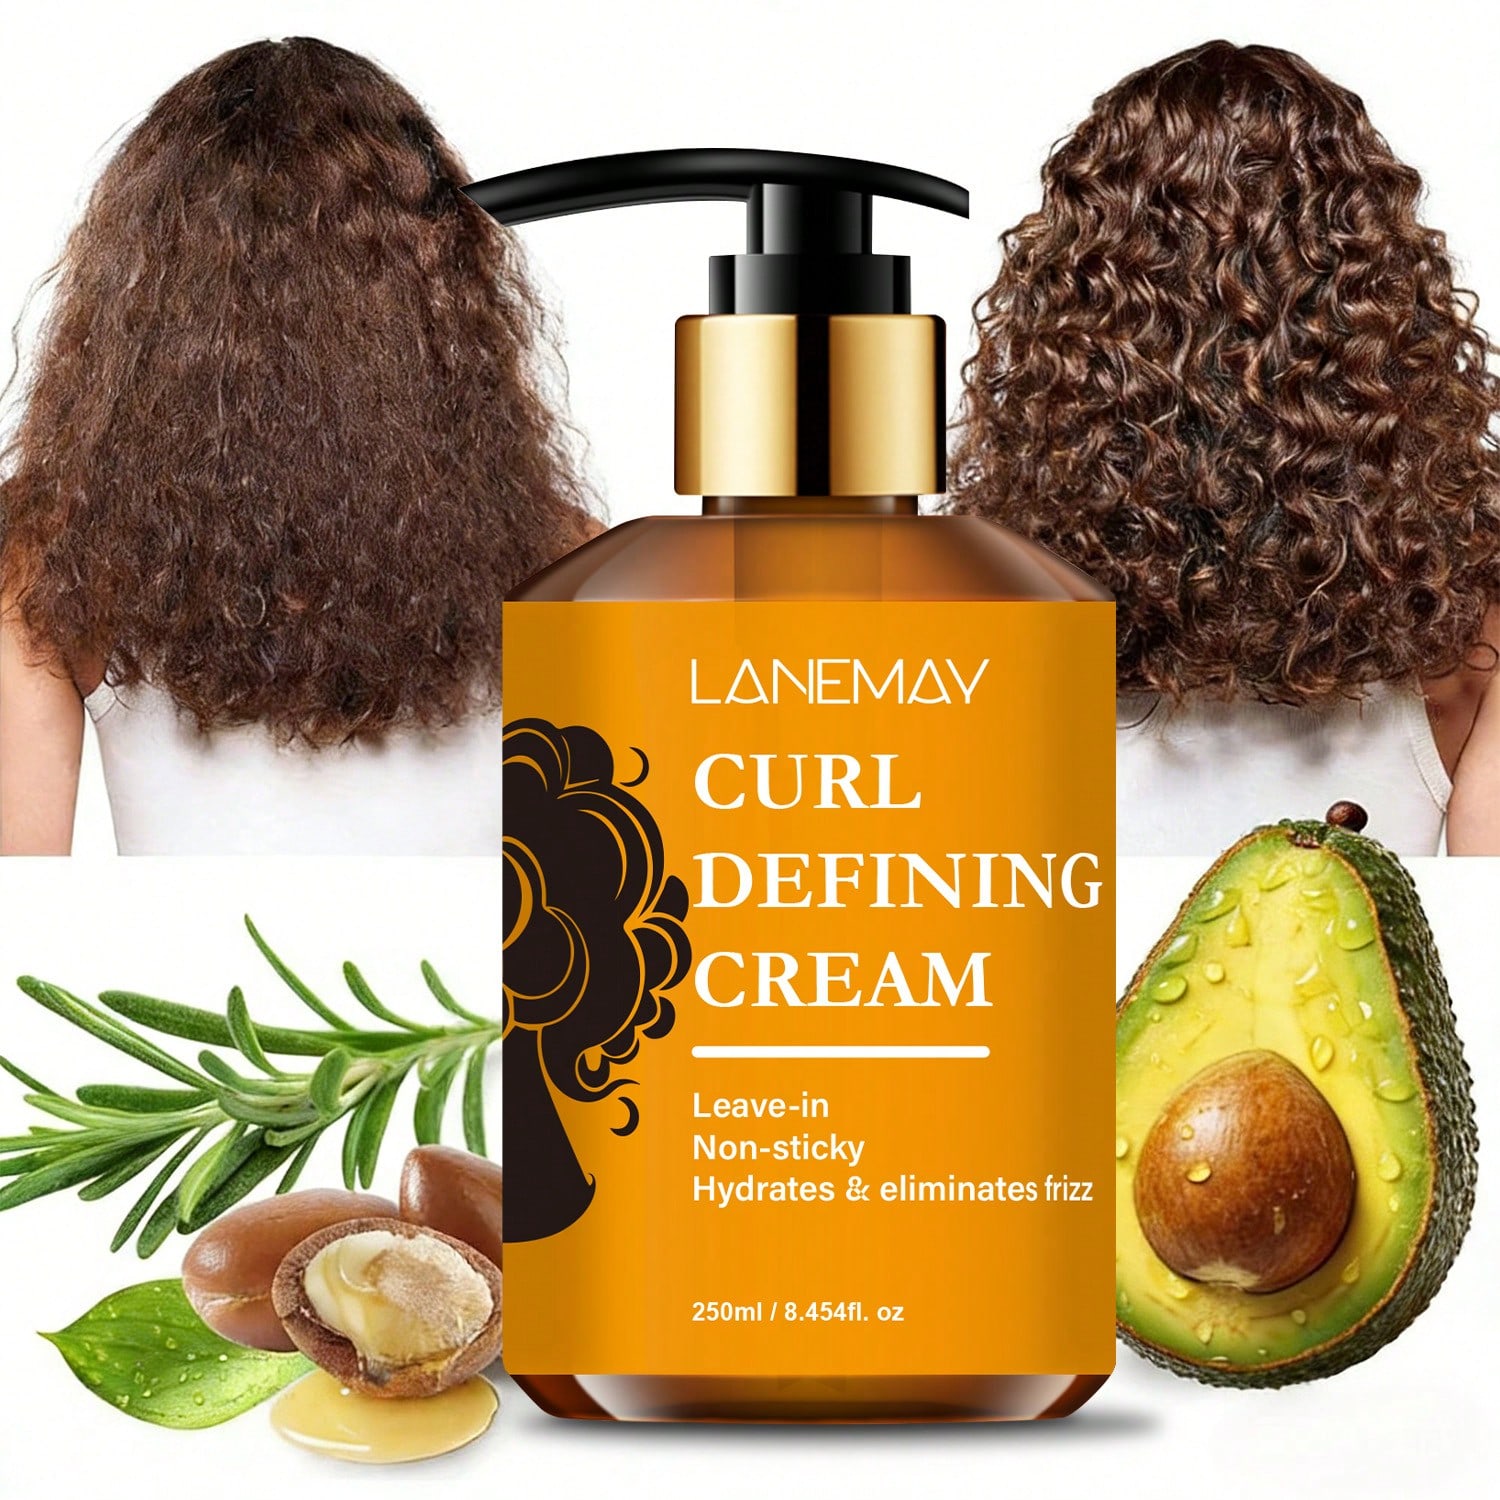 LANEMAY
CURL
DEFINING
CREAM
Leave-in
Non-sticky
Hydrates & eliminates frizz
250ml / 8.454fl. oz